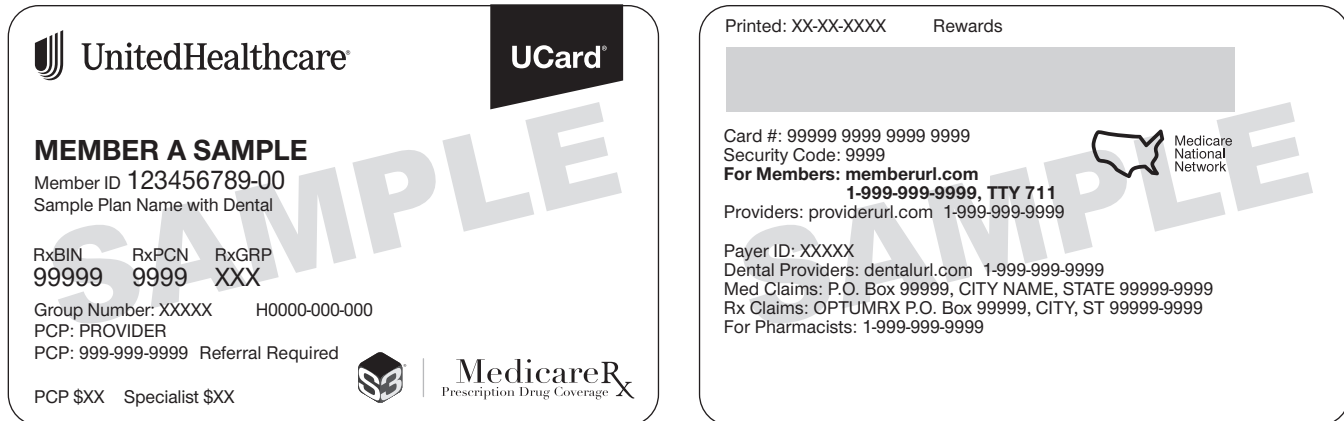 UnitedHealthcare®
UCard®
SAMPLE
MEMBER A SAMPLE
Member ID 123456789-00
Sample Plan Name with Dental
RxBIN RxPCN RxGRP
99999 9999 XXX
Group Number: XXXXX H0000-000-000
PCP: PROVIDER
PCP: 999-999-9999 Referral Required
PCP $XX Specialist $XX
S3
MedicareRx
Prescription Drug Coverage
Printed: XX-XX-XXXX Rewards
SAMPLE
Card #: 99999 9999 9999 9999
Security Code: 9999
For Members: memberurl.com
1-999-999-9999, TTY 711
Providers: providerurl.com 1-999-999-9999
Medicare
National
Network
Payer ID: XXXXX
Dental Providers: dentalurl.com 1-999-999-9999
Med Claims: P.O. Box 99999, CITY NAME, STATE 99999-9999
Rx Claims: OPTUMRX P.O. Box 99999, CITY, ST 99999-9999
For Pharmacists: 1-999-999-9999